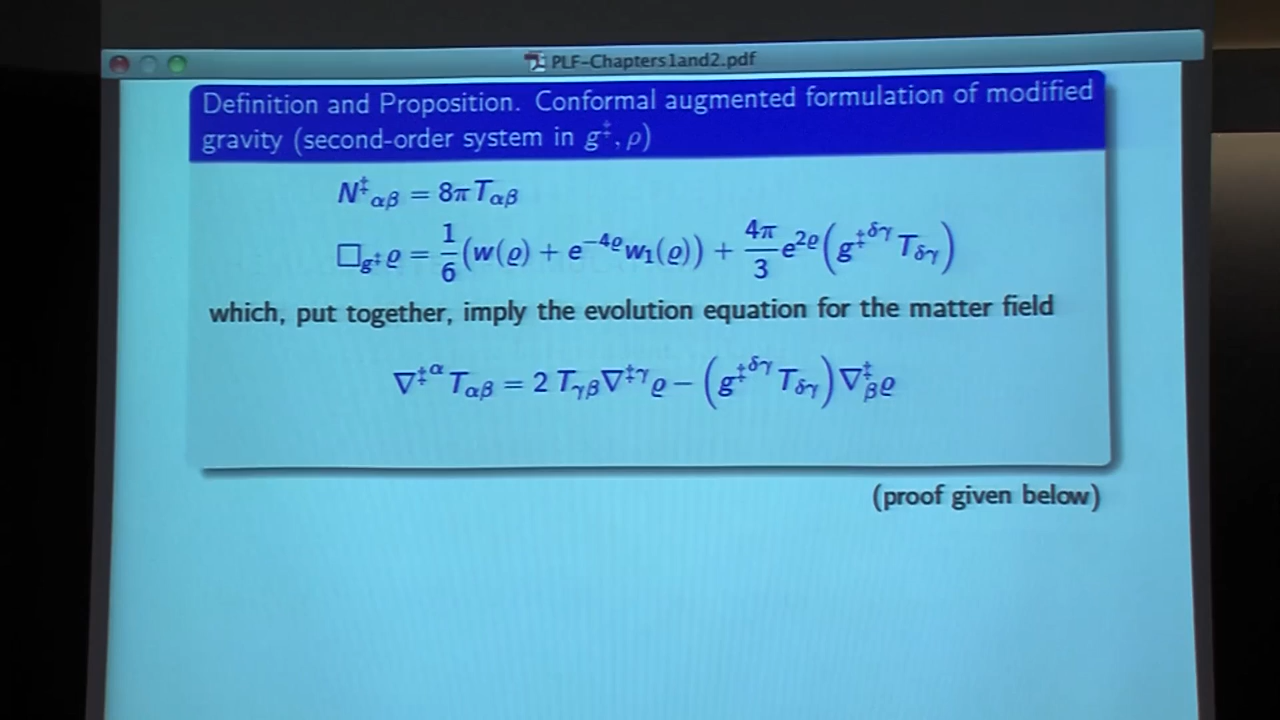 PLF-Chapters1and2.pdf
Definition and Proposition. Conformal augmented formulation of modified
gravity (second-order system in g‡, ρ)
N‡αβ = 8πTαβ
□g‡ϱ = 1/6 (w(ϱ) + e^−4ϱ w₁(ϱ)) + 4π/3 e^2ϱ (g‡^δγ Tδγ)
which, put together, imply the evolution equation for the matter field
∇‡^α Tαβ = 2 Tγβ∇‡^γ ϱ − (g‡^δγ Tδγ)∇‡β ϱ
(proof given below)